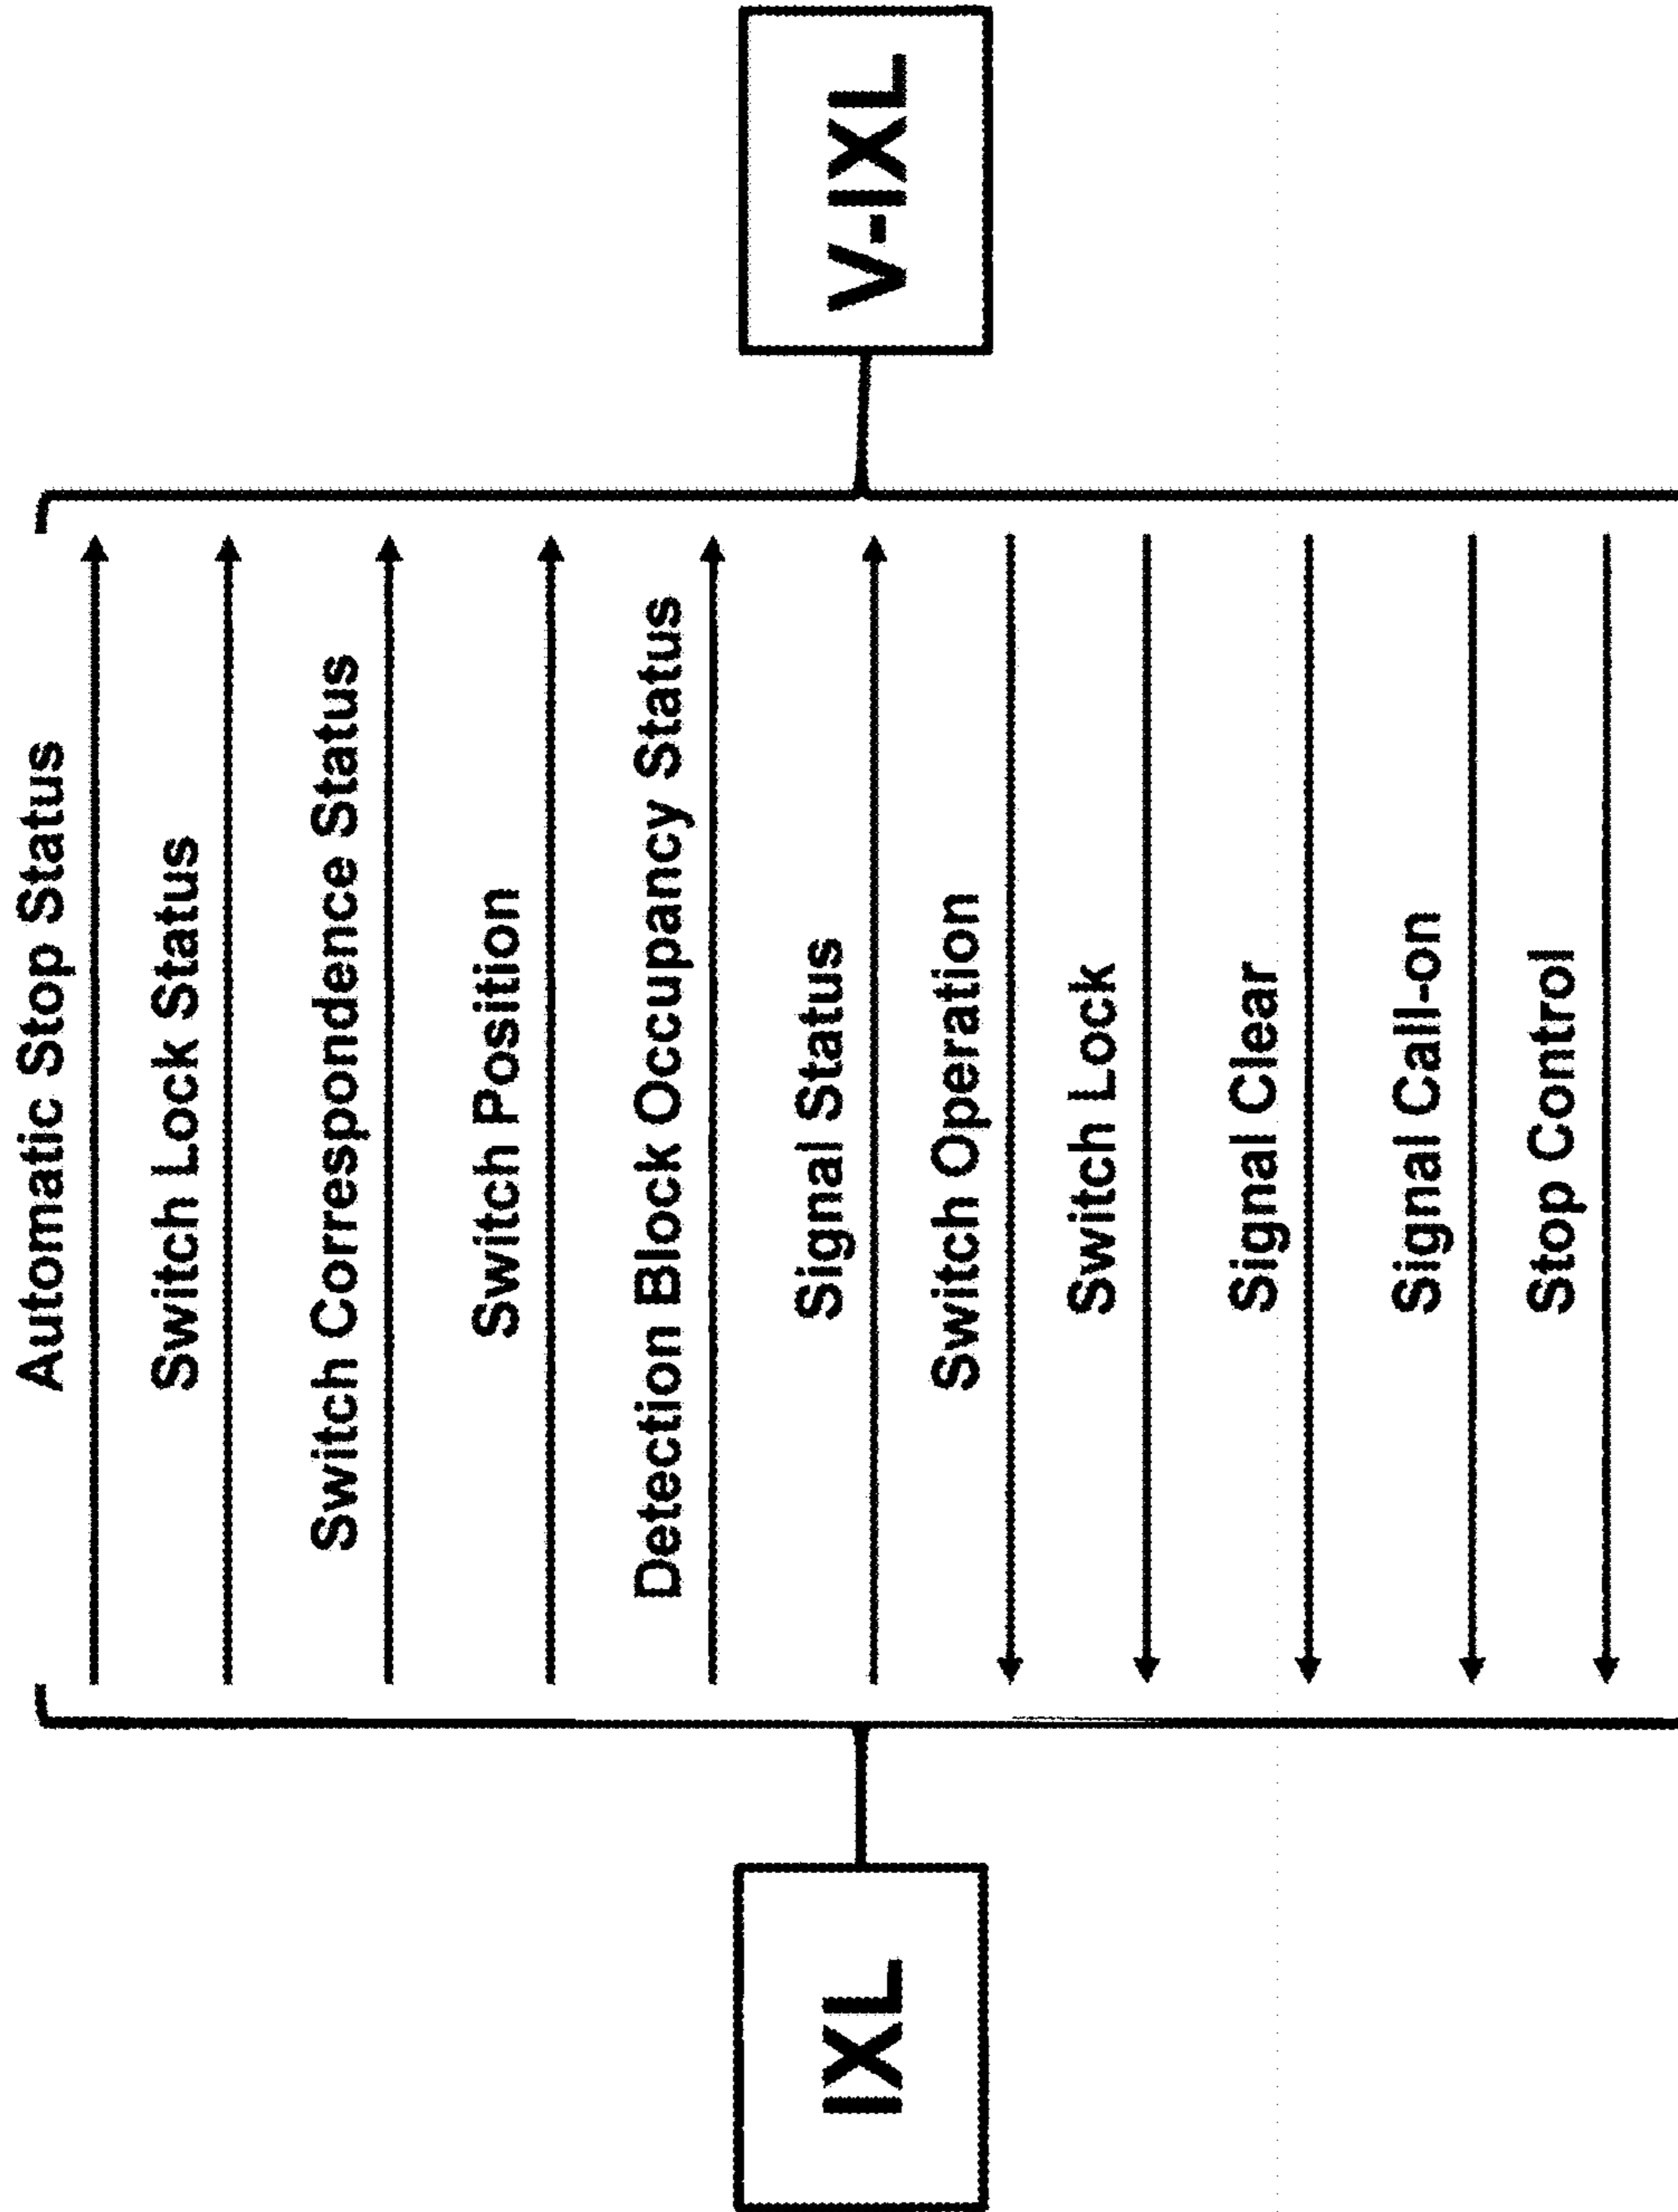 Automatic Stop Status
Switch Lock Status
Switch Correspondence Status
Switch Position
Detection Block Occupancy Status
IXL
V-IXL
Signal Status
Switch Operation
Switch Lock
Signal Clear
Signal Call-on
Stop Control